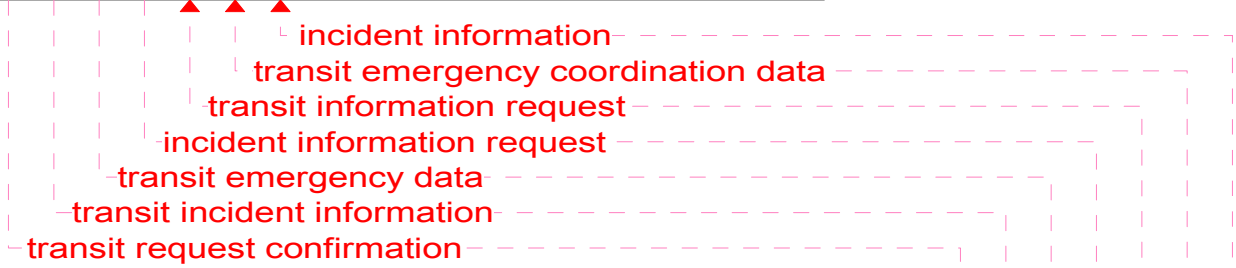 incident information
transit emergency coordination data
transit information request
incident information request
transit emergency data
transit incident information
transit request confirmation